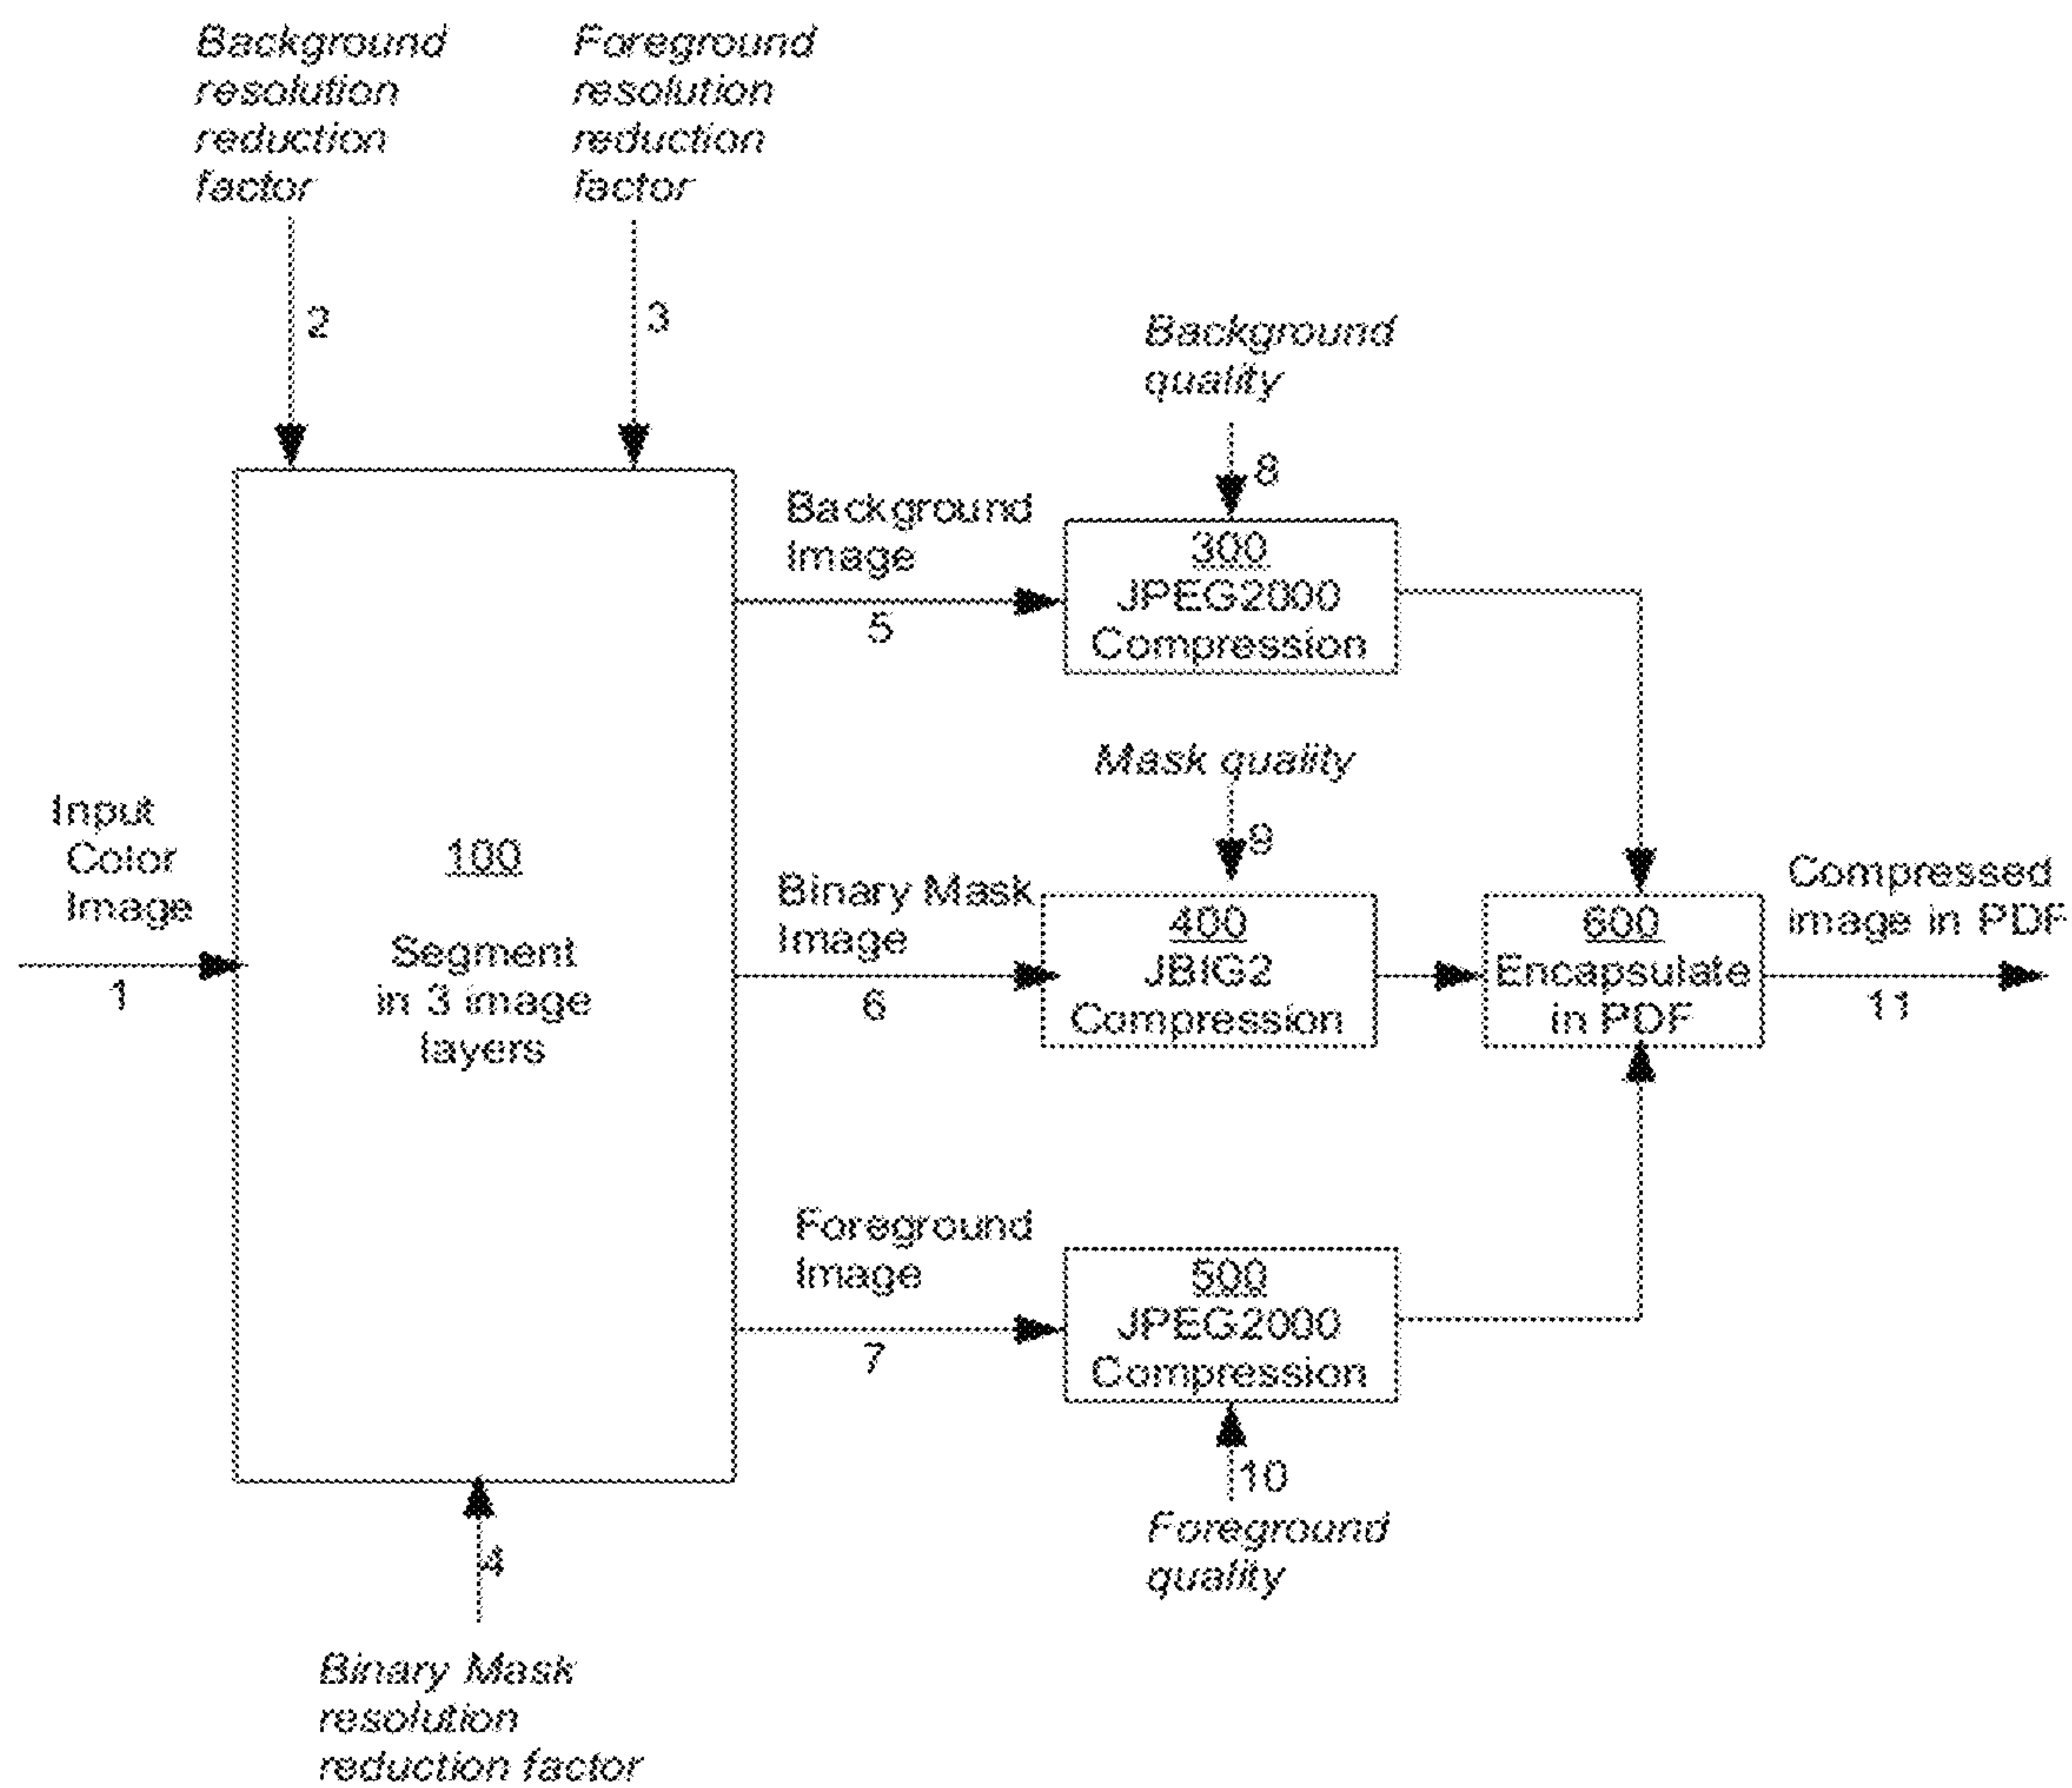 Background
resolution
reduction
factor
Foreground
resolution
reduction
factor
2
3
Background
quality
8
Background
Image
5
300
JPEG2000
Compression
Mask quality
9
Input
Color
Image
1
100
Segment
in 3 image
layers
Binary Mask
Image
6
400
JBIG2
Compression
600
Encapsulate
in PDF
Compressed
image in PDF
11
Foreground
Image
7
500
JPEG2000
Compression
10
Foreground
quality
4
Binary Mask
resolution
reduction factor